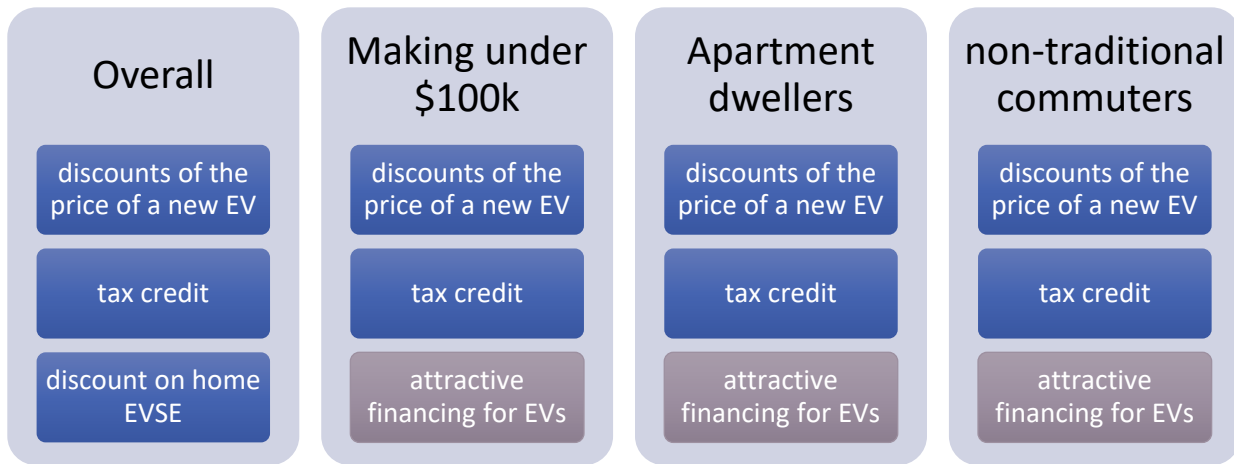 Overall
discounts of the
price of a new EV
tax credit
discount on home
EVSE
Making under
$100k
discounts of the
price of a new EV
tax credit
attractive
financing for EVs
Apartment
dwellers
discounts of the
price of a new EV
tax credit
attractive
financing for EVs
non-traditional
commuters
discounts of the
price of a new EV
tax credit
attractive
financing for EVs